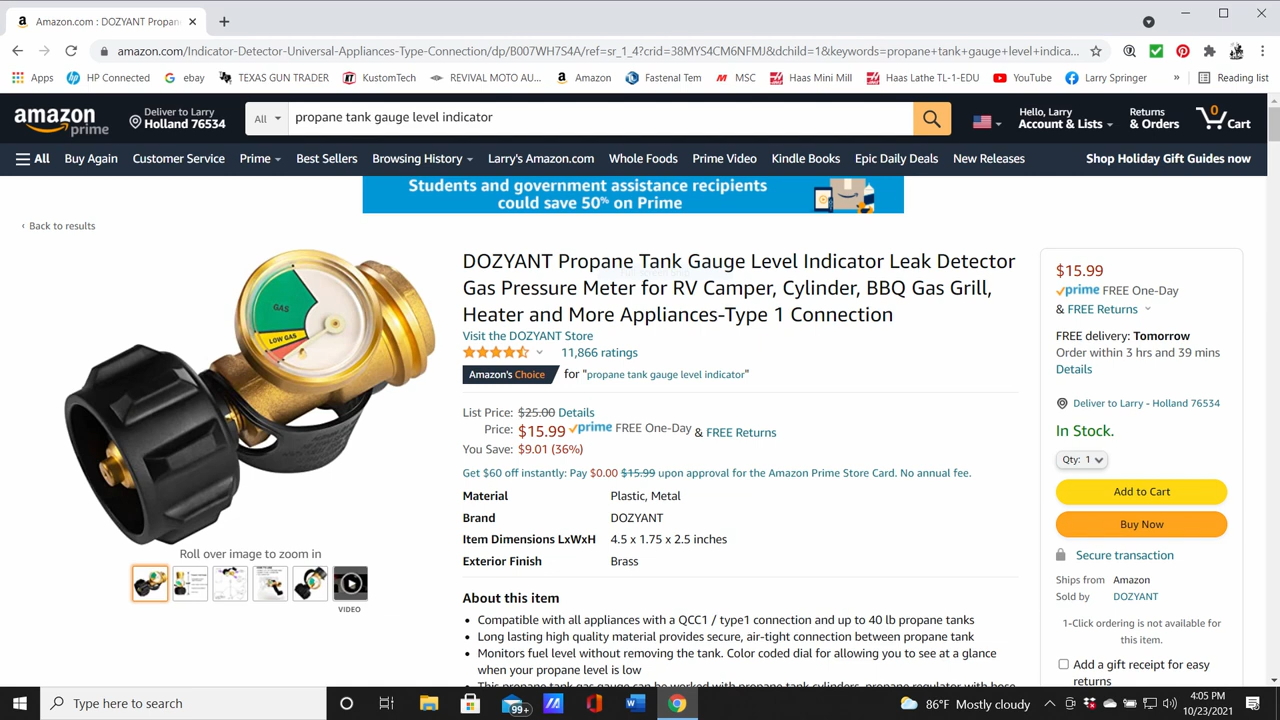 Amazon.com : DOZYANT Propan
amazon.com/Indicator-Detector-Universal-Appliances-Type-Connection/dp/B007WH7S4A/ref=sr_1_4?crid=38MYS4CM6NFMJ&dchild=1&keywords=propane+tank+gauge+level+indica...
Apps HP Connected ebay TEXAS GUN TRADER KustomTech REVIVAL MOTO AU... Amazon Fastenal Tem MSC Haas Mini Mill Haas Lathe TL-1-EDU YouTube Larry Springer » Reading list
amazon prime
Deliver to Larry
Holland 76534
All propane tank gauge level indicator
Hello, Larry
Account & Lists
Returns
& Orders
0
Cart
All Buy Again Customer Service Prime Best Sellers Browsing History Larry's Amazon.com Whole Foods Prime Video Kindle Books Epic Daily Deals New Releases Shop Holiday Gift Guides now
Students and government assistance recipients
could save 50% on Prime
‹ Back to results
GAS
LOW GAS
Roll over image to zoom in
VIDEO
DOZYANT Propane Tank Gauge Level Indicator Leak Detector
Gas Pressure Meter for RV Camper, Cylinder, BBQ Gas Grill,
Heater and More Appliances-Type 1 Connection
Visit the DOZYANT Store
11,866 ratings
Amazon's Choice for "propane tank gauge level indicator"
List Price: $25.00 Details
Price: $15.99 prime FREE One-Day & FREE Returns
You Save: $9.01 (36%)
Get $60 off instantly: Pay $0.00 $15.99 upon approval for the Amazon Prime Store Card. No annual fee.
Material Plastic, Metal
Brand DOZYANT
Item Dimensions LxWxH 4.5 x 1.75 x 2.5 inches
Exterior Finish Brass
About this item
• Compatible with all appliances with a QCC1 / type1 connection and up to 40 lb propane tanks
• Long lasting high quality material provides secure, air-tight connection between propane tank
• Monitors fuel level without removing the tank. Color coded dial for allowing you to see at a glance
when your propane level is low
• This propane tank gas gauge can be worked with propane tank cylinders, propane regulator with hose
$15.99
prime FREE One-Day
& FREE Returns
FREE delivery: Tomorrow
Order within 3 hrs and 39 mins
Details
Deliver to Larry - Holland 76534
In Stock.
Qty: 1
Add to Cart
Buy Now
Secure transaction
Ships from Amazon
Sold by DOZYANT
1-Click ordering is not available for
this item.
Add a gift receipt for easy
returns
Type here to search
99+
86°F Mostly cloudy
4:05 PM
10/23/2021